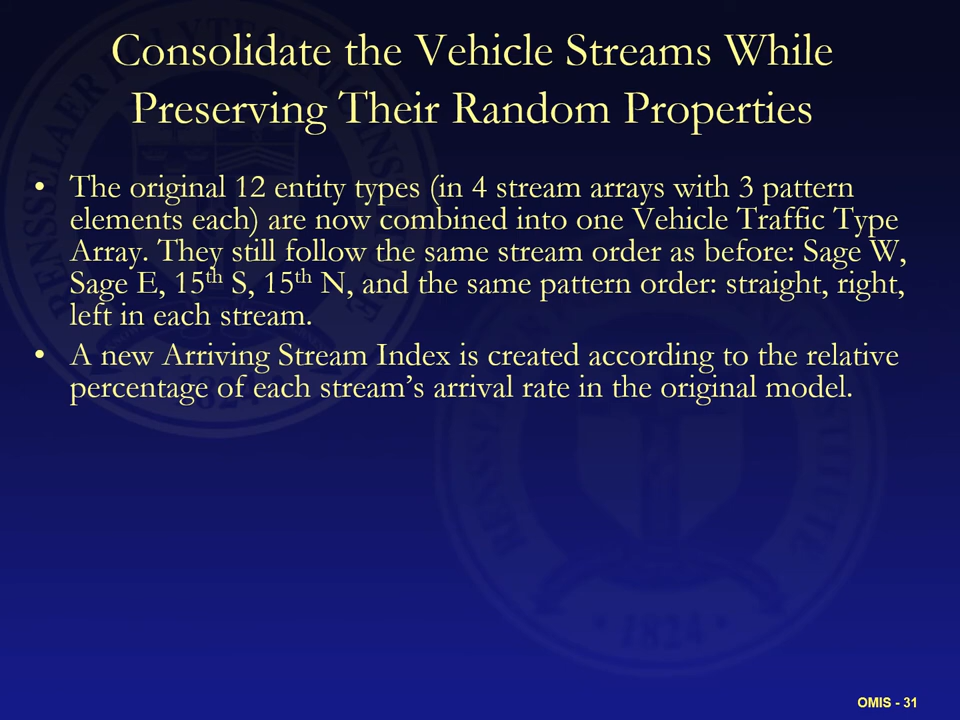 Consolidate the Vehicle Streams While
Preserving Their Random Properties
• The original 12 entity types (in 4 stream arrays with 3 pattern
elements each) are now combined into one Vehicle Traffic Type
Array. They still follow the same stream order as before: Sage W,
Sage E, 15th S, 15th N, and the same pattern order: straight, right,
left in each stream.
• A new Arriving Stream Index is created according to the relative
percentage of each stream’s arrival rate in the original model.
1824
OMIS - 31